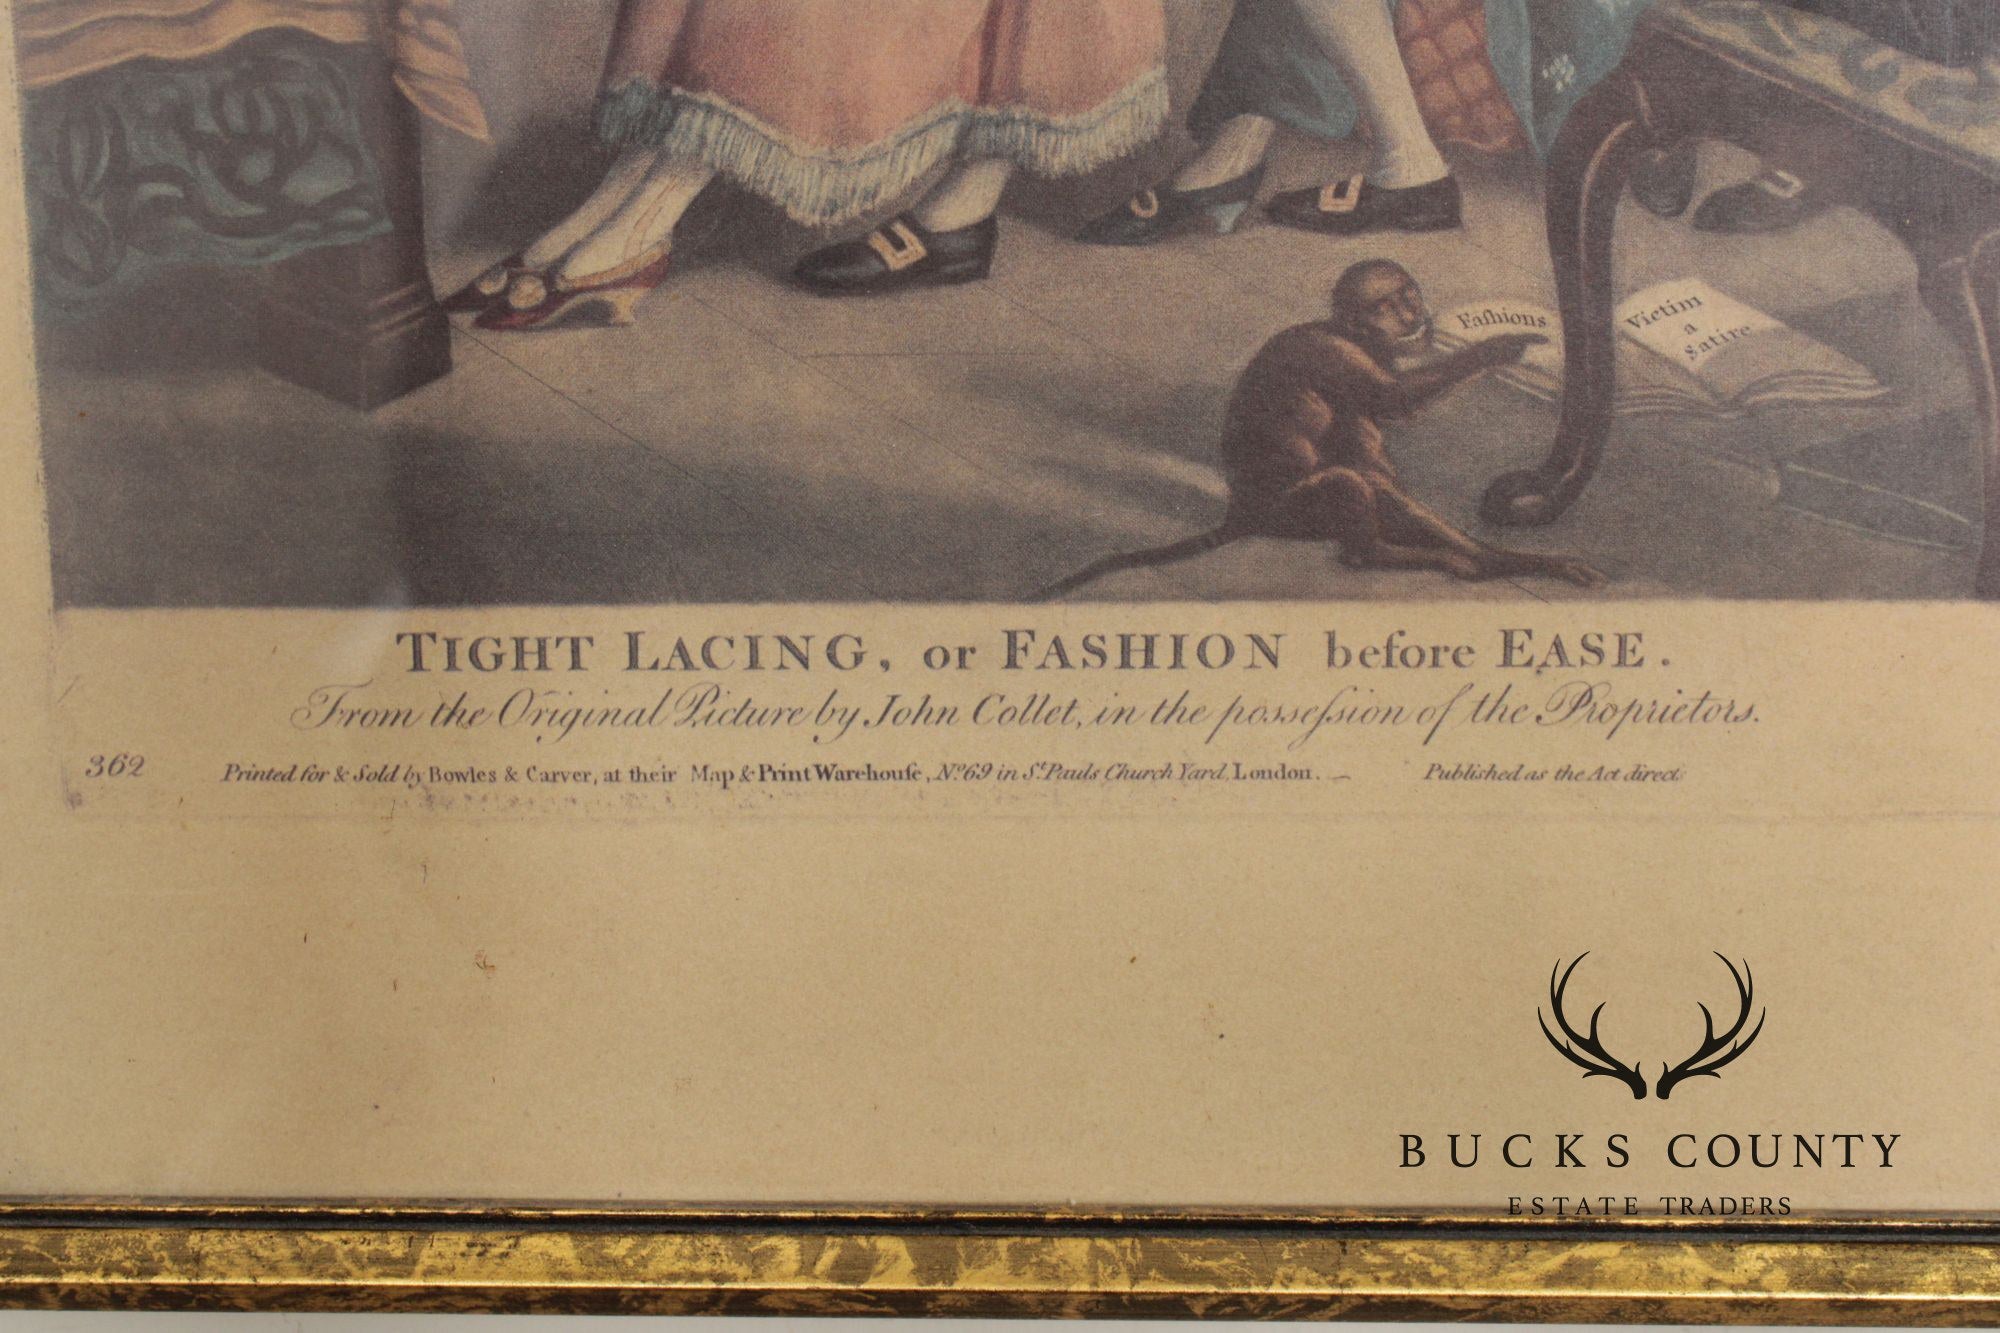 Faſhions
Victim
a
Satire
TIGHT LACING, or FASHION before EASE.
From the Original Picture by John Collet, in the posseſsion of the Proprietors.
362
Printed for & Sold by Bowles & Carver, at their Map & Print Warehouſe, No. 69 in St. Pauls Church Yard, London.
Published as the Act directs
BUCKS COUNTY
ESTATE TRADERS